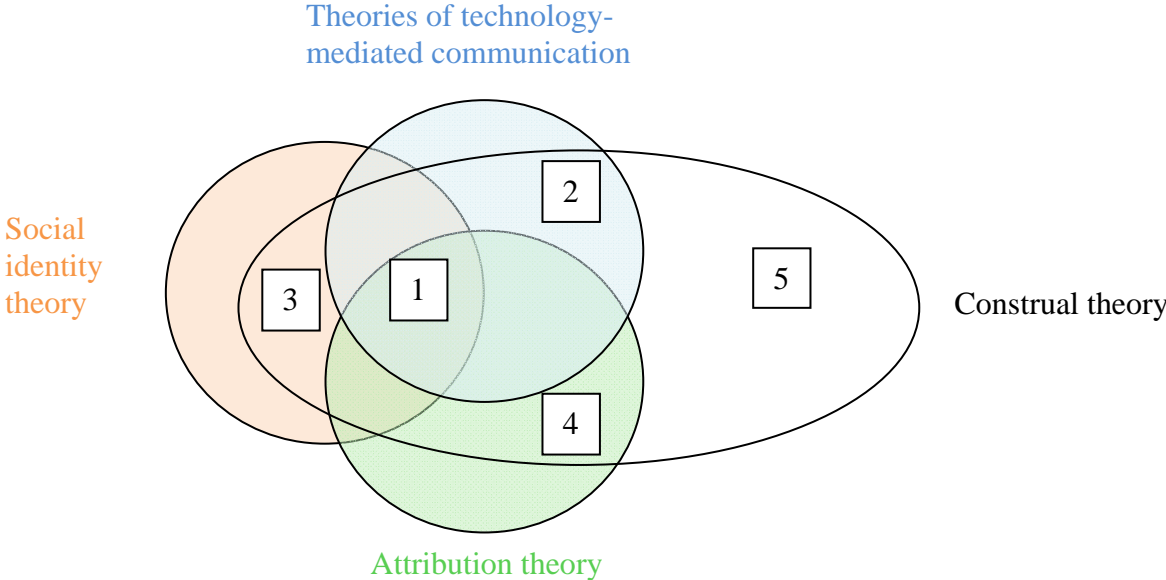 Theories of technology-
mediated communication
2
Social
identity
theory
3
1
5
Construal theory
4
Attribution theory